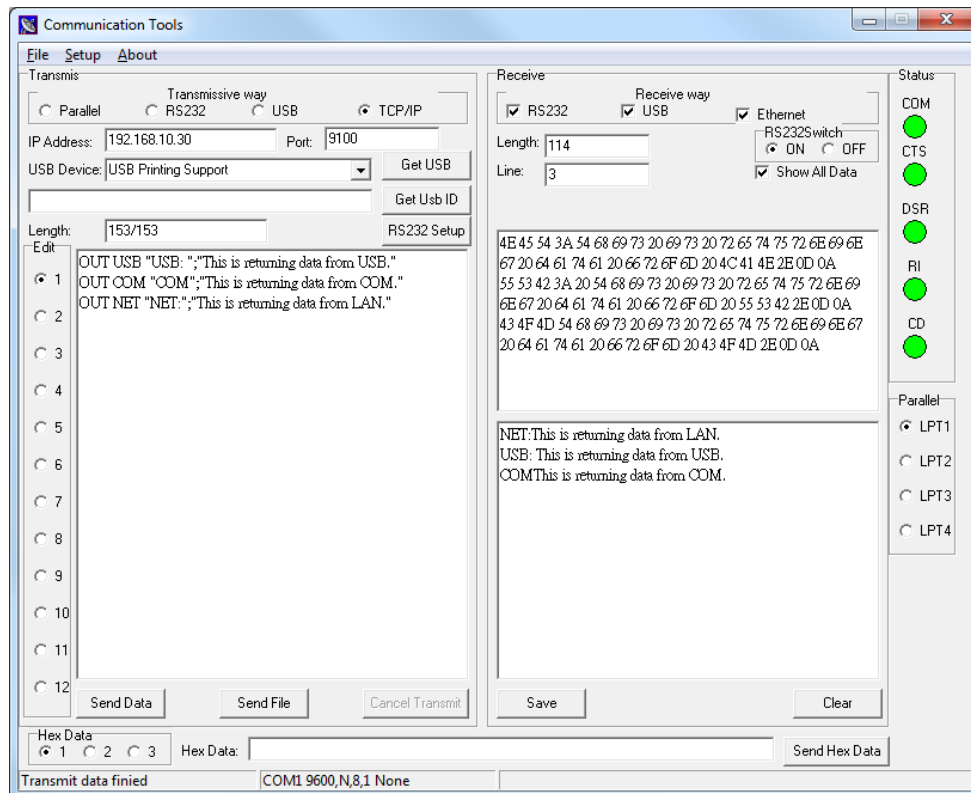 Communication Tools
File Setup About
Transmis
Transmissive way
Parallel RS232 USB TCP/IP
IP Address: 192.168.10.30 Port: 9100
USB Device: USB Printing Support Get USB
Get Usb ID
Length: 153/153 RS232 Setup
Edit
1
2
3
4
5
6
7
8
9
10
11
12
OUT USB "USB: ";"This is returning data from USB."
OUT COM "COM";"This is returning data from COM."
OUT NET "NET:";"This is returning data from LAN."
Send Data Send File Cancel Transmit
Receive
Receive way
RS232 USB Ethernet
Length: 114
RS232Switch
ON OFF
Line: 3
Show All Data
4E 45 54 3A 54 68 69 73 20 69 73 20 72 65 74 75 72 6E 69 6E
67 20 64 61 74 61 20 66 72 6F 6D 20 4C 41 4E 2E 0D 0A
55 53 42 3A 20 54 68 69 73 20 69 73 20 72 65 74 75 72 6E 69
6E 67 20 64 61 74 61 20 66 72 6F 6D 20 55 53 42 2E 0D 0A
43 4F 4D 54 68 69 73 20 69 73 20 72 65 74 75 72 6E 69 6E 67
20 64 61 74 61 20 66 72 6F 6D 20 43 4F 4D 2E 0D 0A
NET:This is returning data from LAN.
USB: This is returning data from USB.
COMThis is returning data from COM.
Save Clear
Status
COM
CTS
DSR
RI
CD
Parallel
LPT1
LPT2
LPT3
LPT4
Hex Data
1 2 3 Hex Data: Send Hex Data
Transmit data finied COM1 9600,N,8,1 None